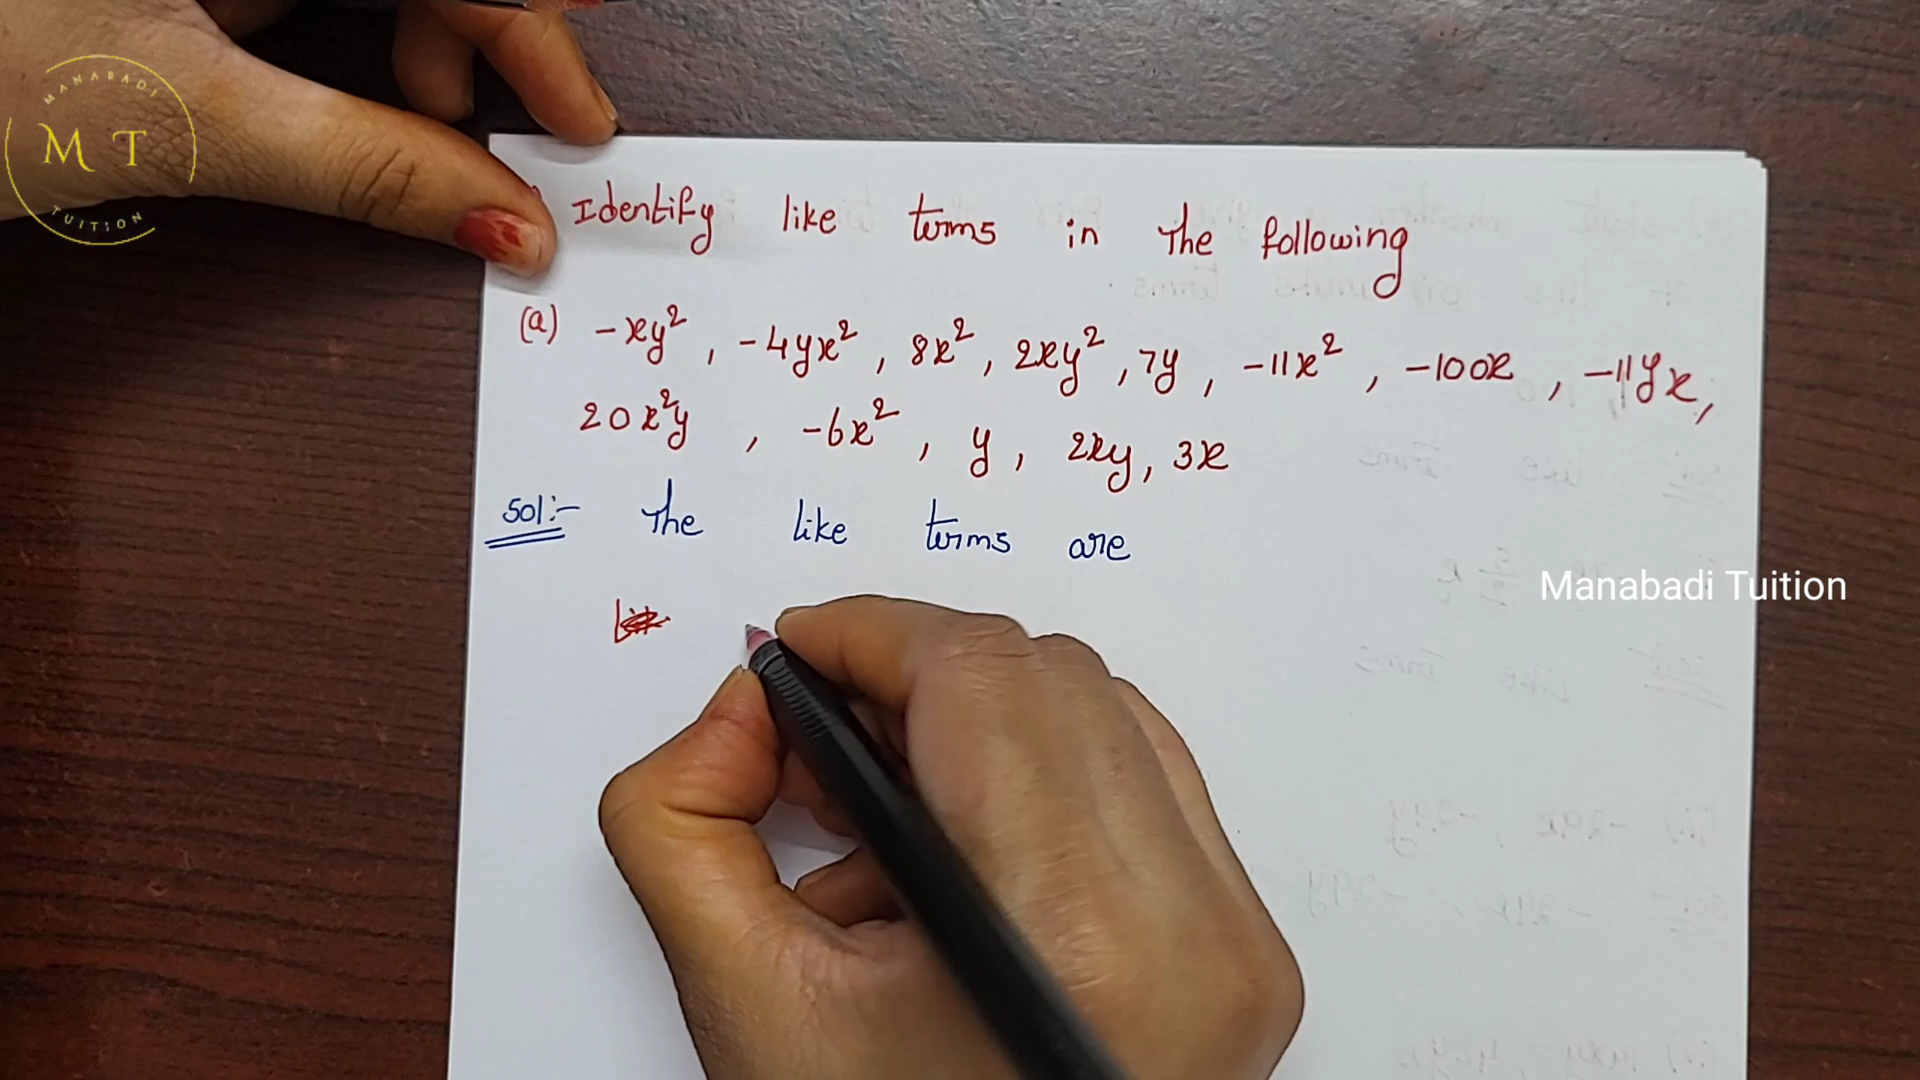 MANABADI
M T
TUITION
Identify like terms in the following
(a) -xy², -4yx², 8x², 2xy², 7y, -11x², -100x, -11yx,
20x²y, -6x², y, 2xy, 3x
Sol:- The like terms are
Manabadi Tuition